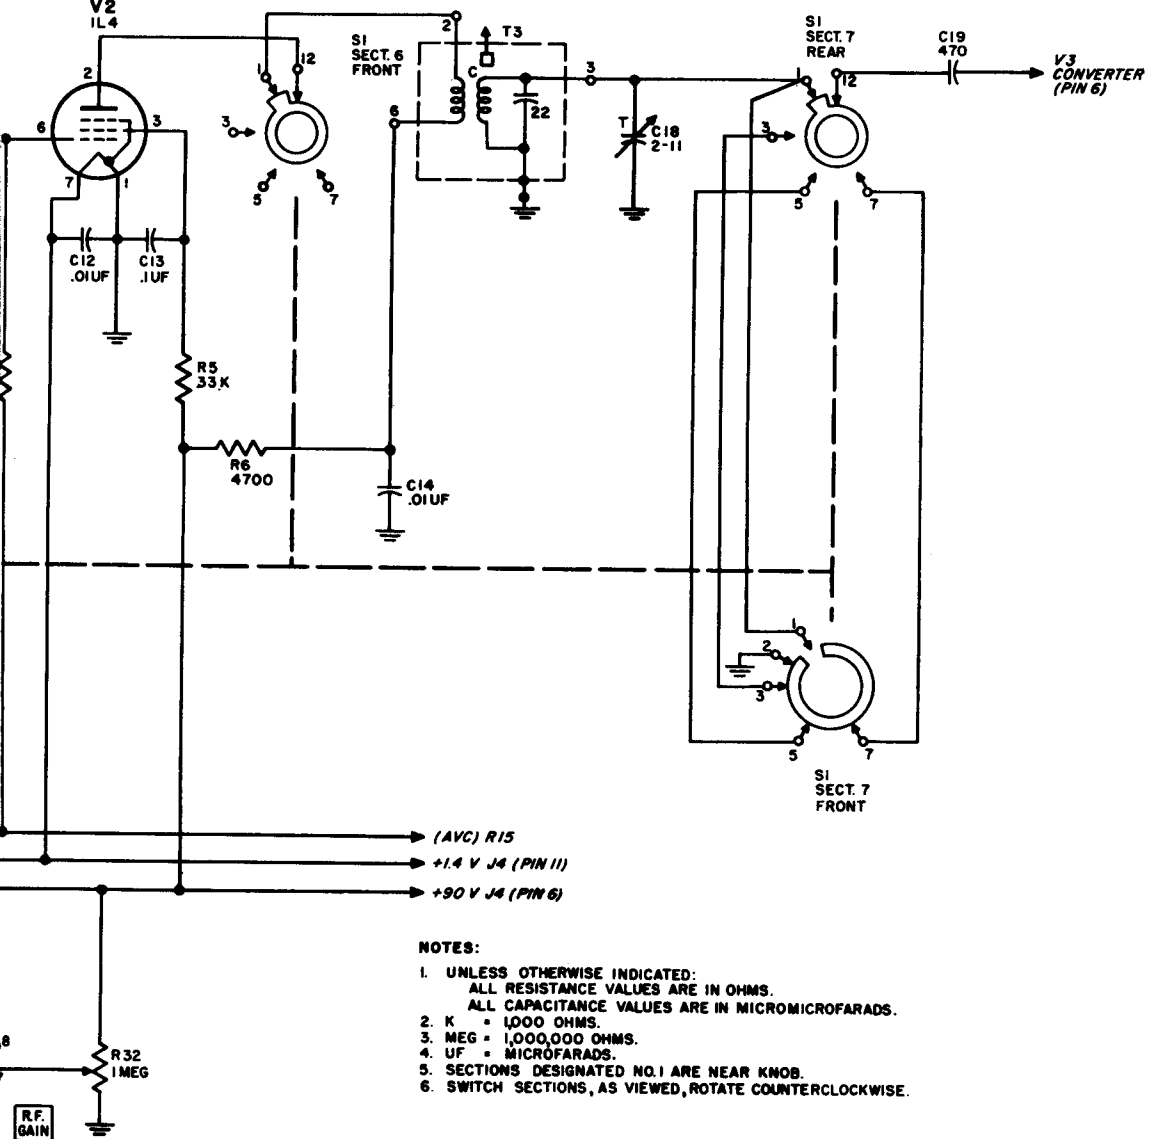 V2
1L4
2
6
3
7
1
C12
.01UF
C13
.1UF
S1
SECT. 6
FRONT
1
12
3
5
7
2
T3
C
6
22
3
T
C18
2-11
S1
SECT. 7
REAR
1
12
3
5
7
C19
470
V3
CONVERTER
(PIN 6)
R5
33K
R6
4700
C14
.01UF
1
2
3
5
7
S1
SECT. 7
FRONT
(AVC) R15
+1.4 V J4 (PIN 11)
+90 V J4 (PIN 6)
R32
1 MEG
R.F.
GAIN
NOTES:
1. UNLESS OTHERWISE INDICATED:
ALL RESISTANCE VALUES ARE IN OHMS.
ALL CAPACITANCE VALUES ARE IN MICROMICROFARADS.
2. K = 1,000 OHMS.
3. MEG = 1,000,000 OHMS.
4. UF = MICROFARADS.
5. SECTIONS DESIGNATED NO.1 ARE NEAR KNOB.
6. SWITCH SECTIONS, AS VIEWED, ROTATE COUNTERCLOCKWISE.